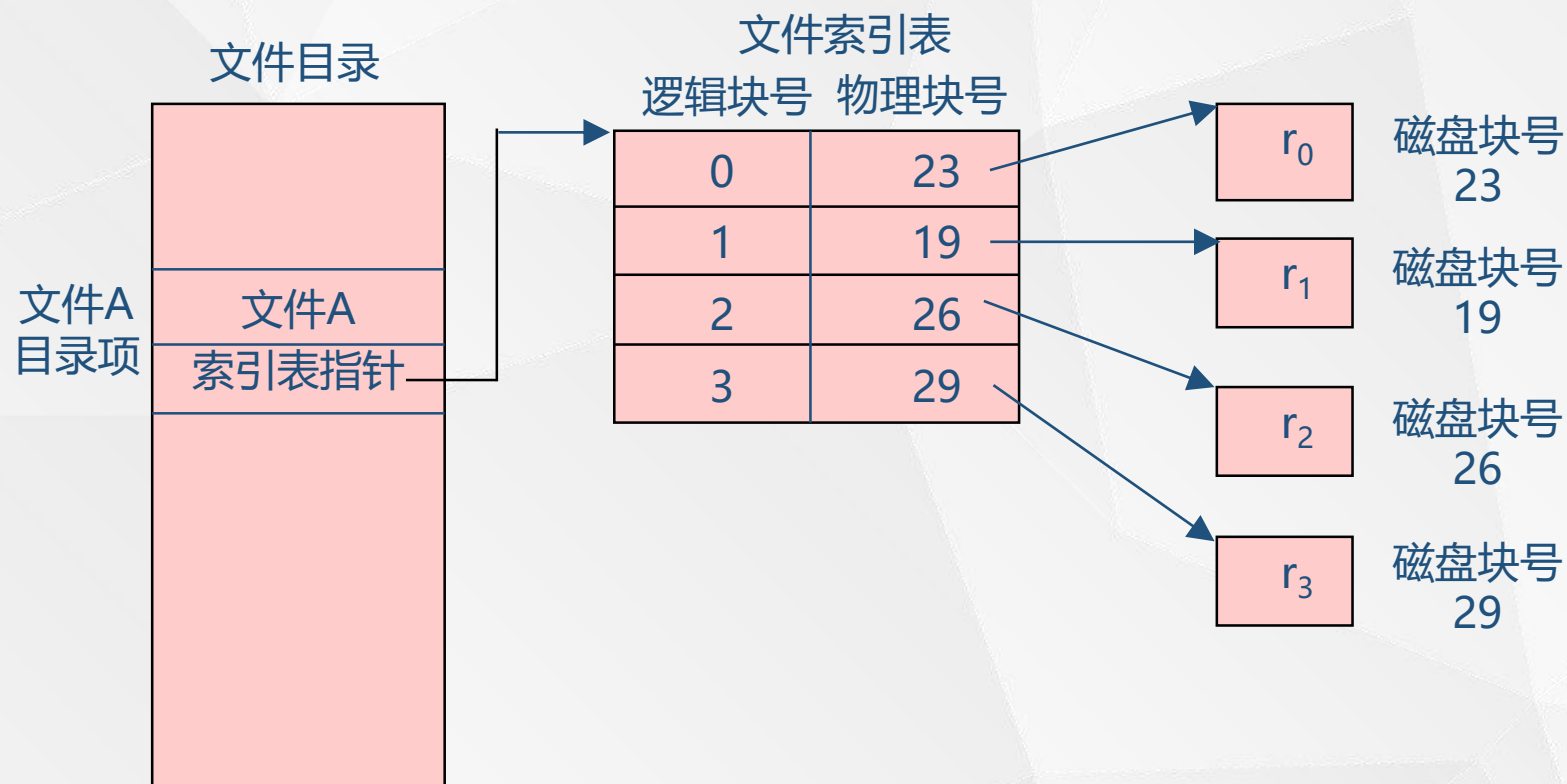 文件目录
文件A
目录项
文件A
索引表指针
文件索引表
逻辑块号 物理块号
0 23
1 19
2 26
3 29
r₀
磁盘块号
23
r₁
磁盘块号
19
r₂
磁盘块号
26
r₃
磁盘块号
29